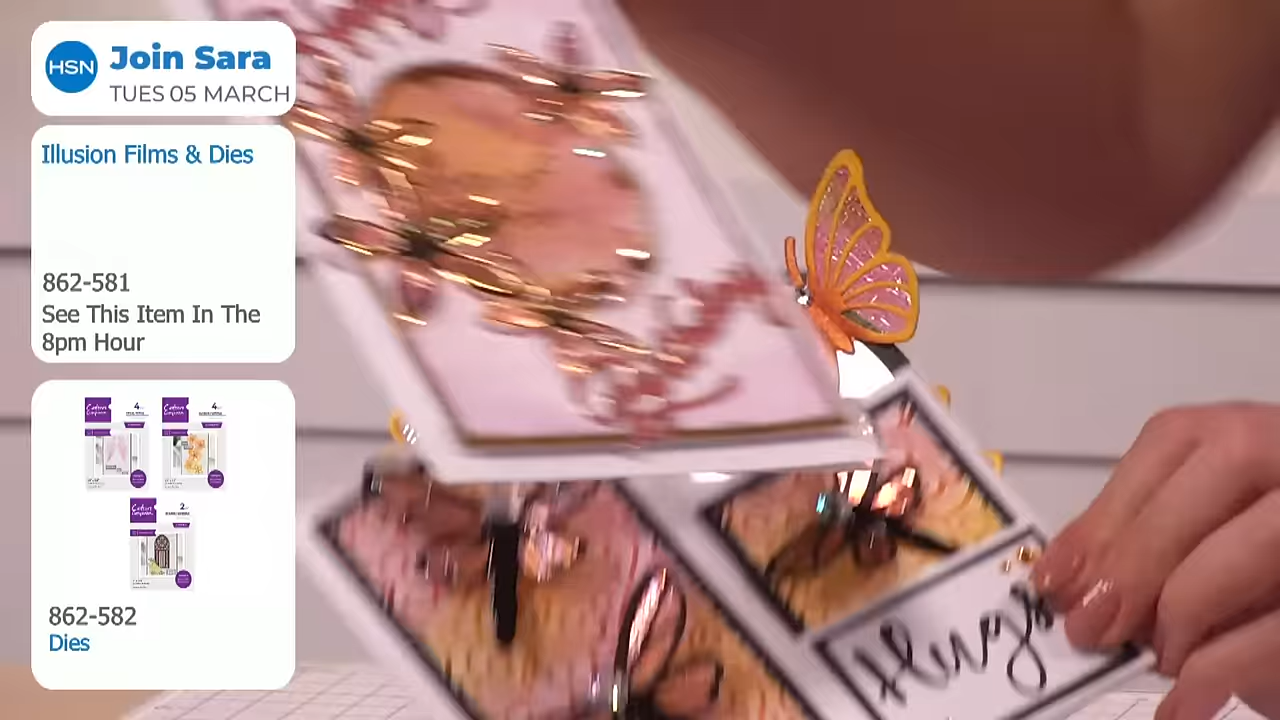 HSN
Join Sara
TUES 05 MARCH
Illusion Films & Dies
862-581
See This Item In The
8pm Hour
862-582
Dies
Hugs